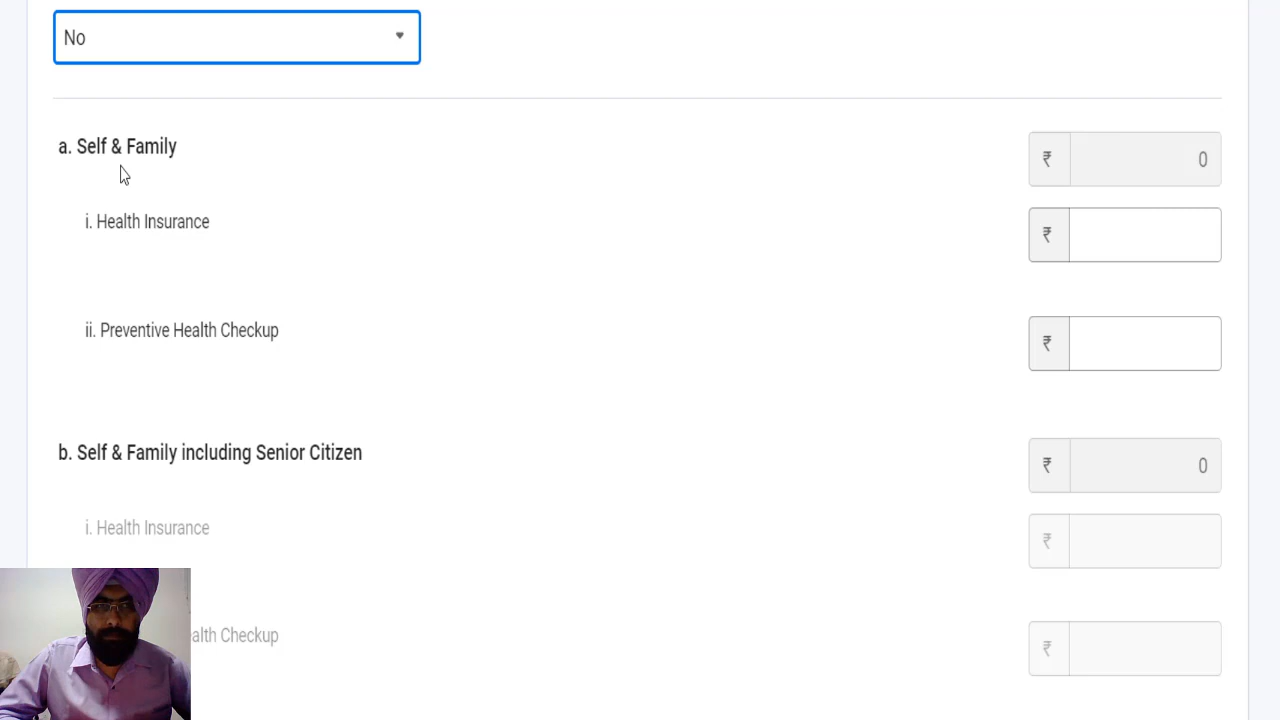 No
a. Self & Family
₹ 0
i. Health Insurance
₹
ii. Preventive Health Checkup
₹
b. Self & Family including Senior Citizen
₹ 0
i. Health Insurance
₹
alth Checkup
₹